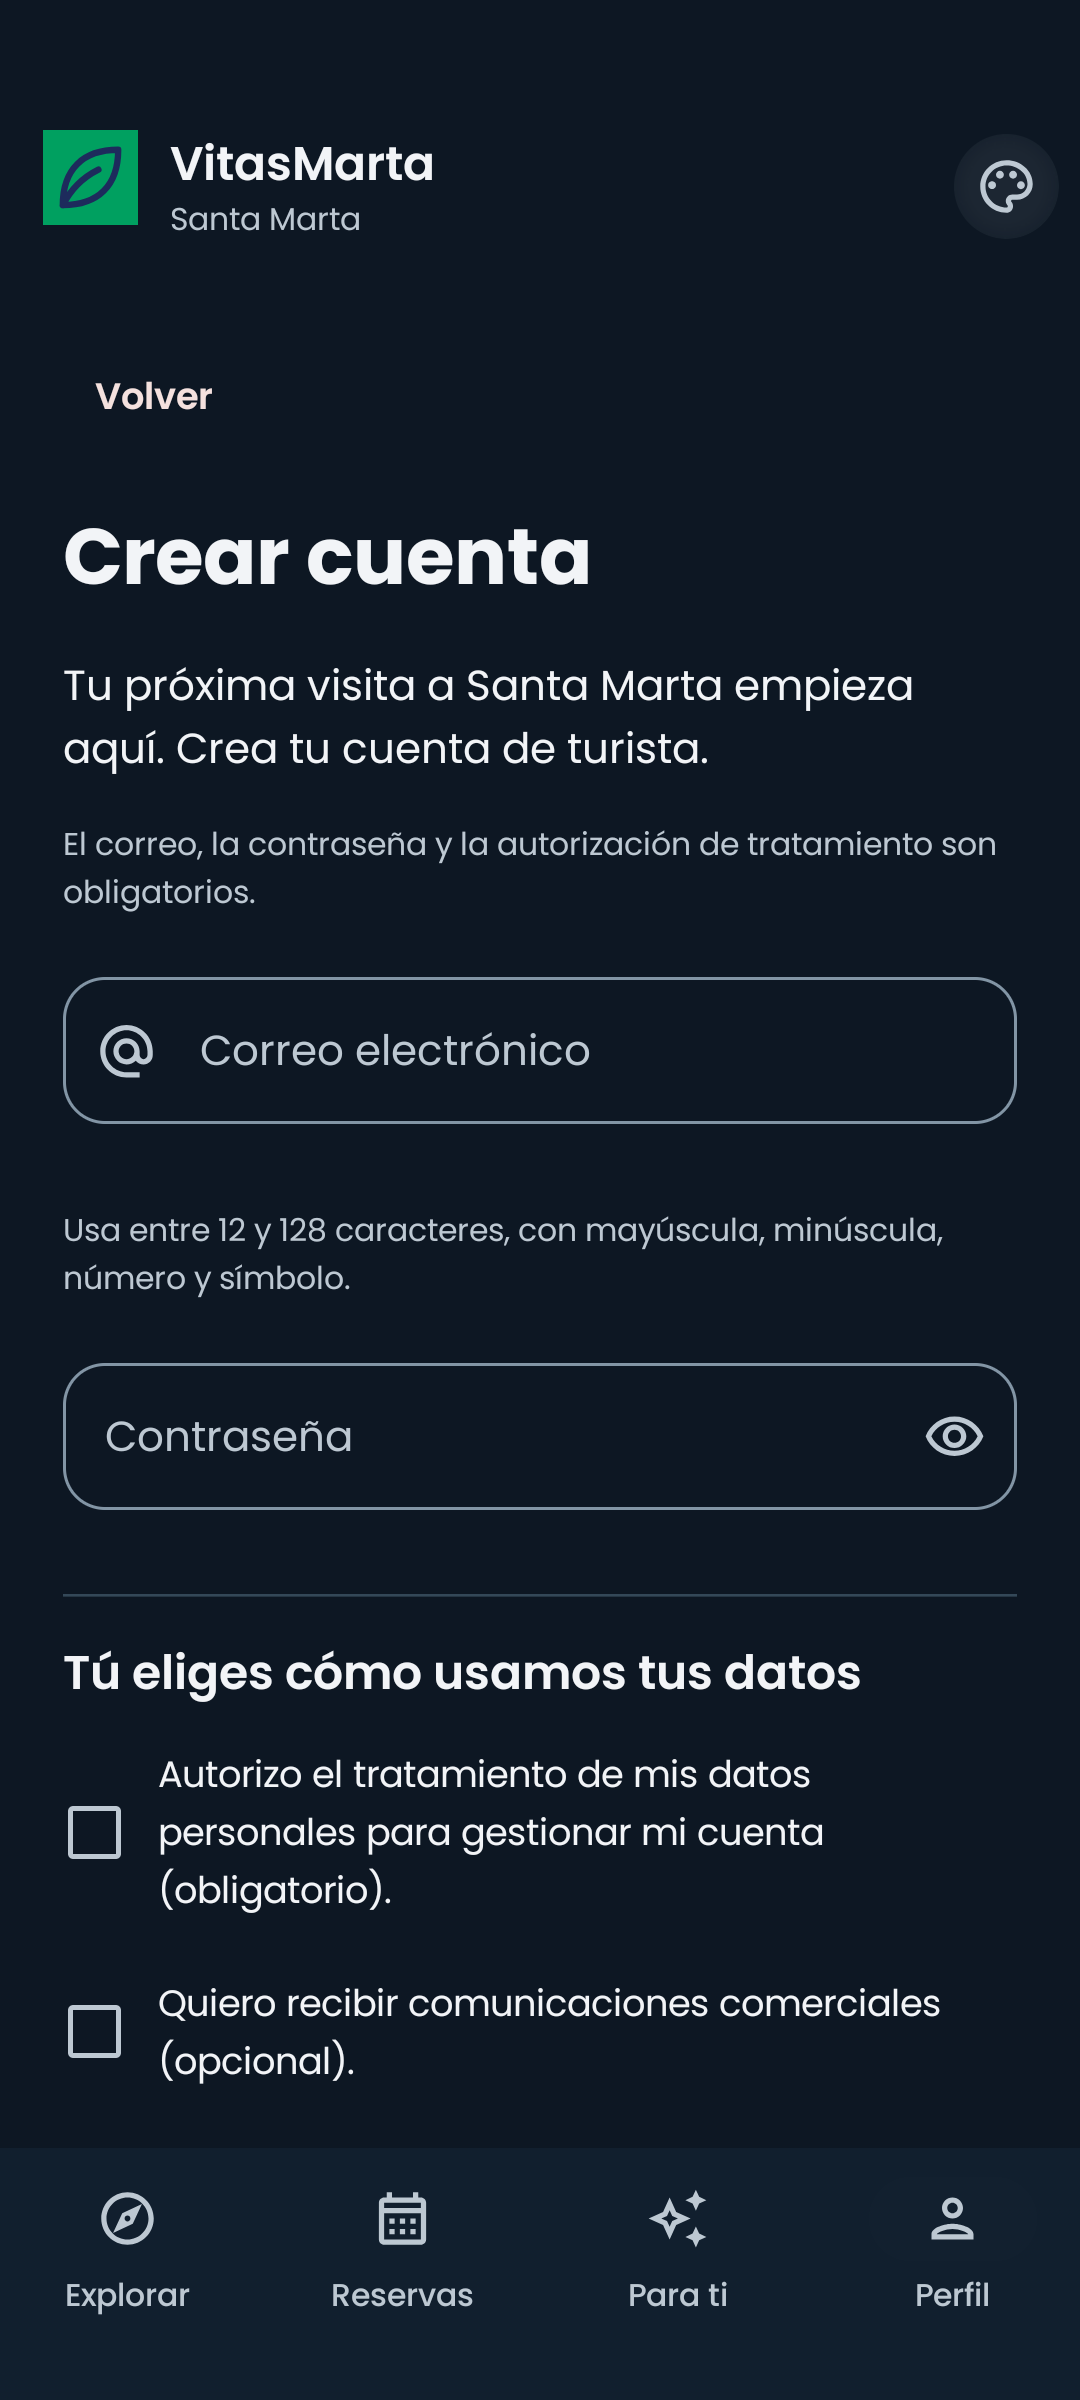 VitasMarta
Santa Marta
Volver
Crear cuenta
Tu próxima visita a Santa Marta empieza
aquí. Crea tu cuenta de turista.
El correo, la contraseña y la autorización de tratamiento son
obligatorios.
Correo electrónico
Usa entre 12 y 128 caracteres, con mayúscula, minúscula,
número y símbolo.
Contraseña
Tú eliges cómo usamos tus datos
Autorizo el tratamiento de mis datos
personales para gestionar mi cuenta
(obligatorio).
Quiero recibir comunicaciones comerciales
(opcional).
Explorar
Reservas
Para ti
Perfil